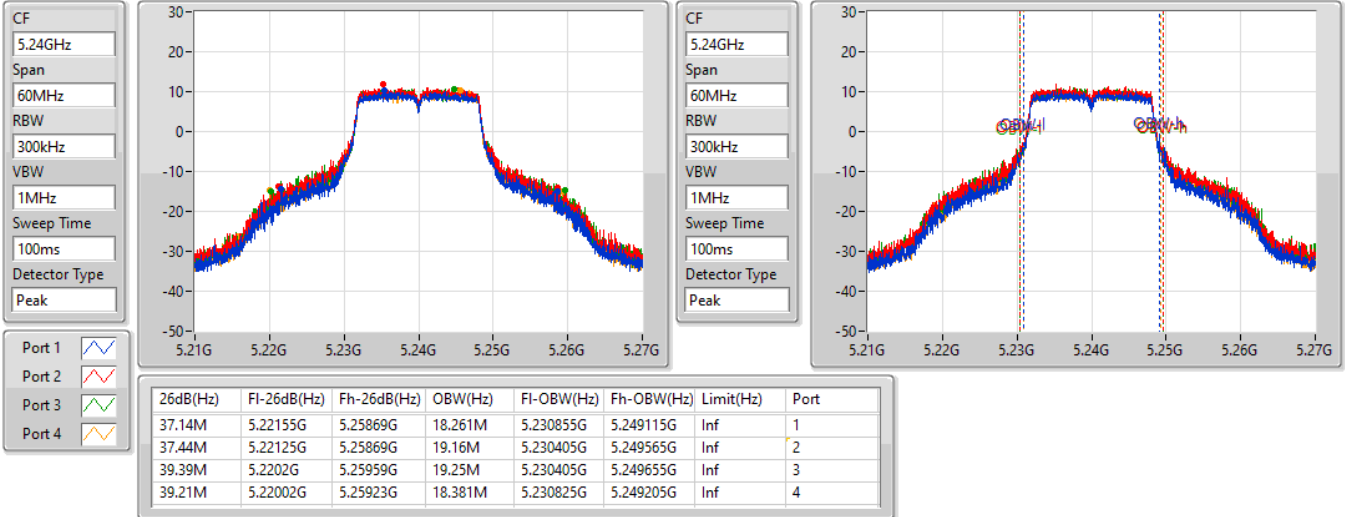 CF
5.24GHz
Span
60MHz
RBW
300kHz
VBW
1MHz
Sweep Time
100ms
Detector Type
Peak
30
20
10
0
-10
-20
-30
-40
-50
5.21G 5.22G 5.23G 5.24G 5.25G 5.26G 5.27G
CF
5.24GHz
Span
60MHz
RBW
300kHz
VBW
1MHz
Sweep Time
100ms
Detector Type
Peak
30
20
10
0
-10
-20
-30
-40
-50
OBW-l OBW-h
5.21G 5.22G 5.23G 5.24G 5.25G 5.26G 5.27G
Port 1
Port 2
Port 3
Port 4
26dB(Hz) Fl-26dB(Hz) Fh-26dB(Hz) OBW(Hz) Fl-OBW(Hz) Fh-OBW(Hz) Limit(Hz) Port
37.14M 5.22155G 5.25869G 18.261M 5.230855G 5.249115G Inf 1
37.44M 5.22125G 5.25869G 19.16M 5.230405G 5.249565G Inf 2
39.39M 5.2202G 5.25959G 19.25M 5.230405G 5.249655G Inf 3
39.21M 5.22002G 5.25923G 18.381M 5.230825G 5.249205G Inf 4